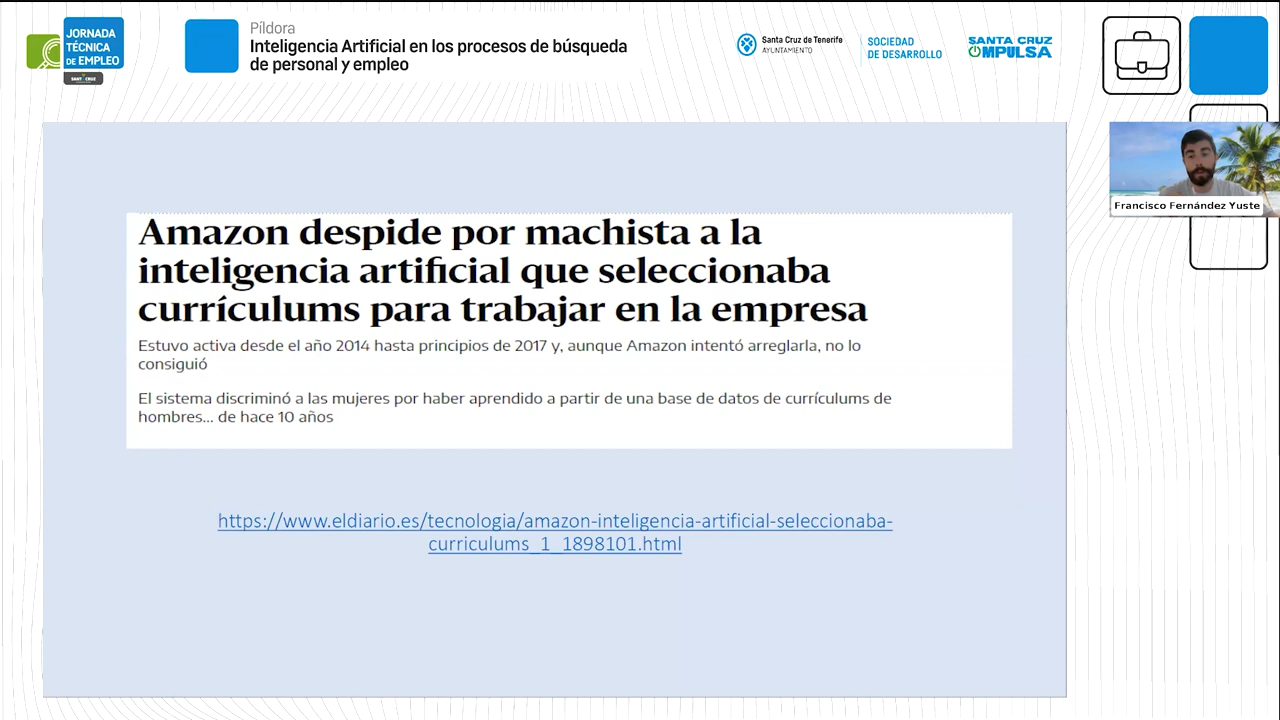 JORNADA
TÉCNICA
DE EMPLEO
SANTA CRUZ
Píldora
Inteligencia Artificial en los procesos de búsqueda
de personal y empleo
Santa Cruz de Tenerife
AYUNTAMIENTO
SOCIEDAD
DE DESARROLLO
SANTA CRUZ
OMPULSA
Francisco Fernández Yuste
Amazon despide por machista a la
inteligencia artificial que seleccionaba
currículums para trabajar en la empresa
Estuvo activa desde el año 2014 hasta principios de 2017 y, aunque Amazon intentó arreglarla, no lo
consiguió
El sistema discriminó a las mujeres por haber aprendido a partir de una base de datos de currículums de
hombres... de hace 10 años
https://www.eldiario.es/tecnologia/amazon-inteligencia-artificial-seleccionaba-
curriculums_1_1898101.html